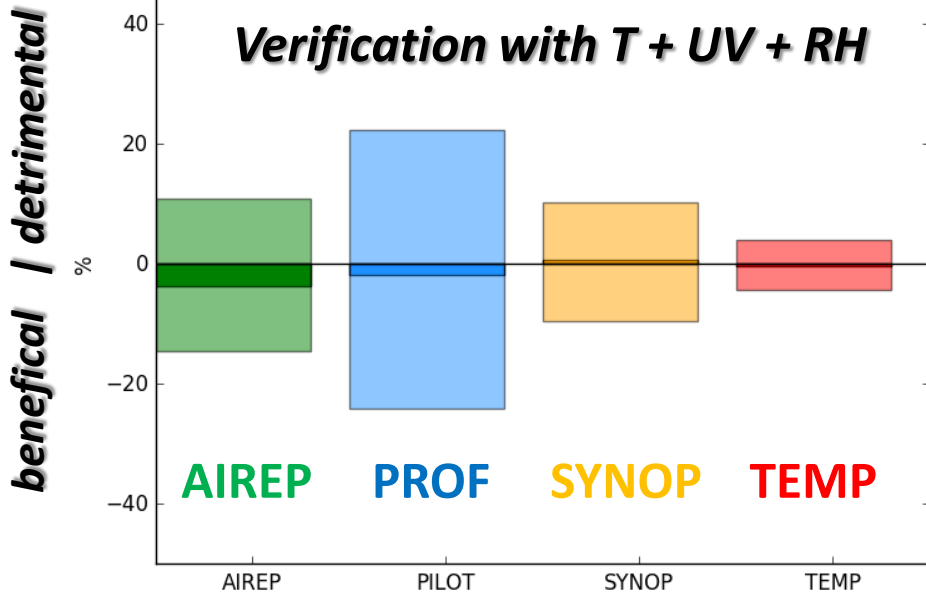 Verification with T + UV + RH
benefical | detrimental
%
40
20
0
−20
−40
AIREP PROF SYNOP TEMP
AIREP PILOT SYNOP TEMP